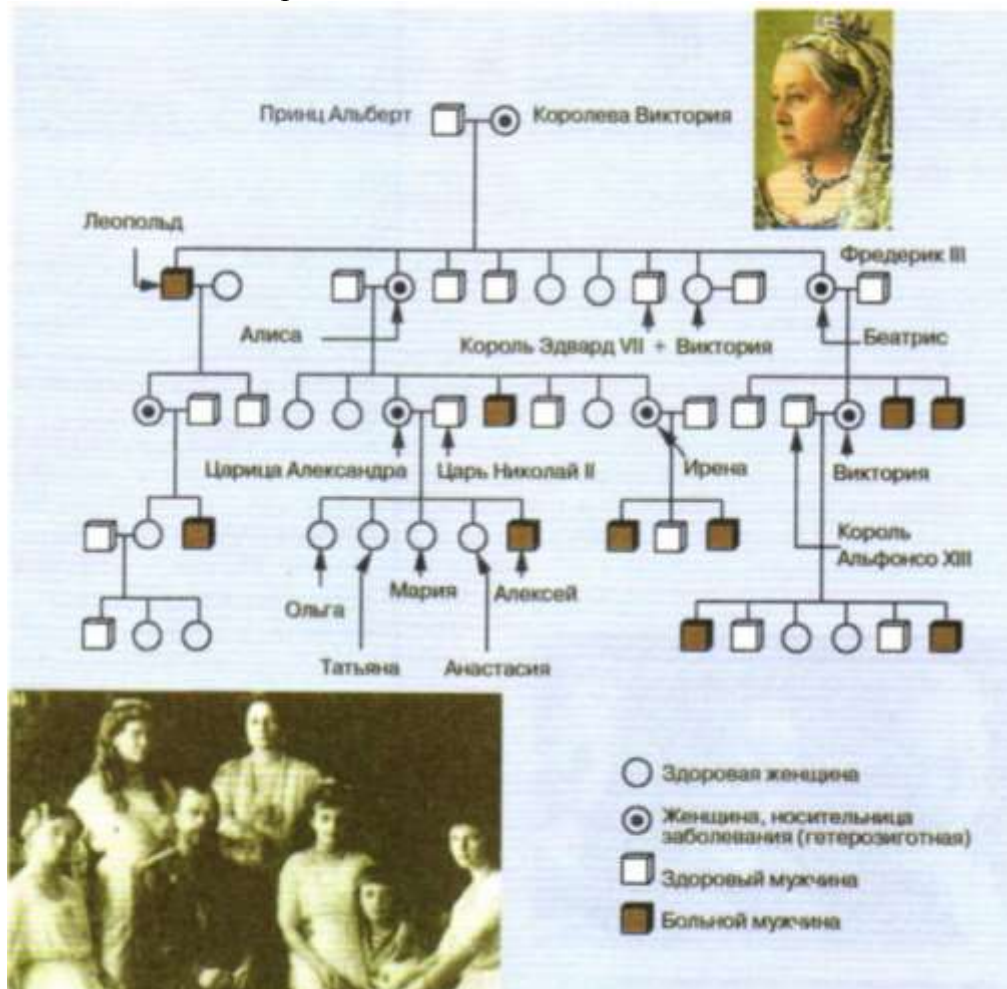 Принц Альберт
Королева Виктория
Леопольд
Фредерик III
Алиса
Король Эдвард VII + Виктория
Беатрис
Царица Александра
Царь Николай II
Ирена
Виктория
Король
Альфонсо XIII
Ольга
Мария
Алексей
Татьяна
Анастасия
Здоровая женщина
Женщина, носительница
заболевания (гетерозиготная)
Здоровый мужчина
Больной мужчина